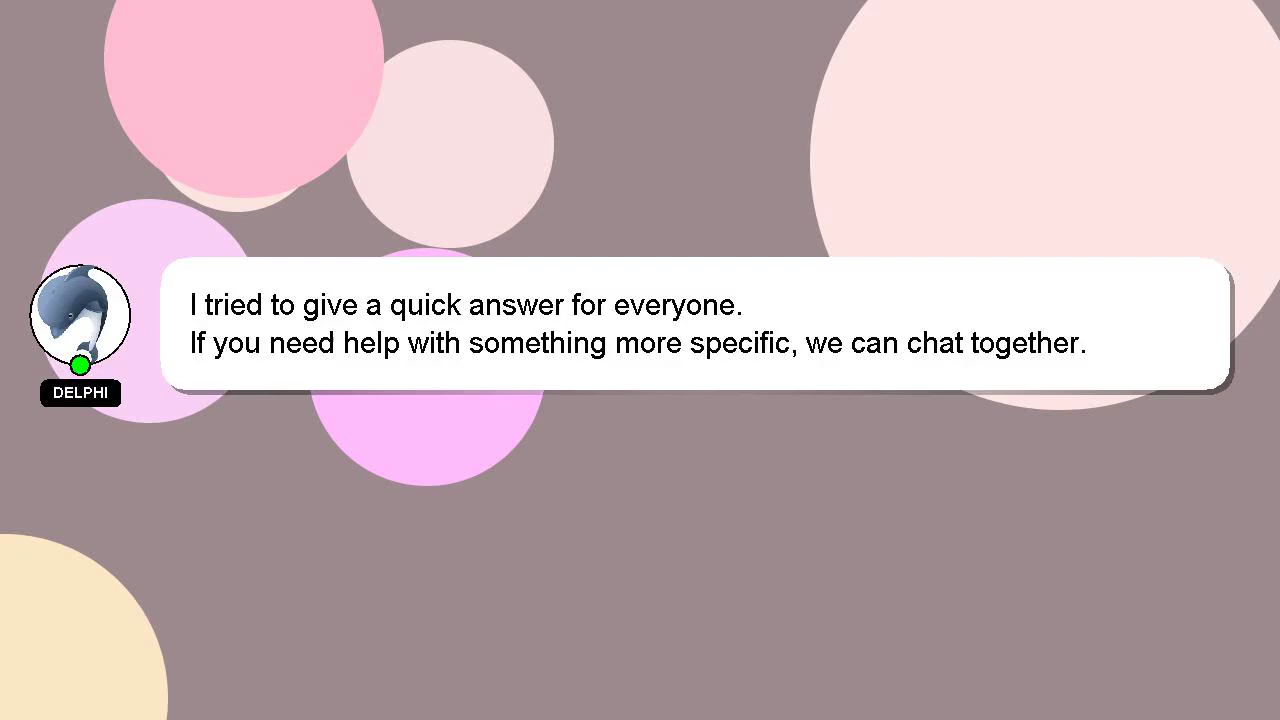 I tried to give a quick answer for everyone.
If you need help with something more specific, we can chat together.
DELPHI